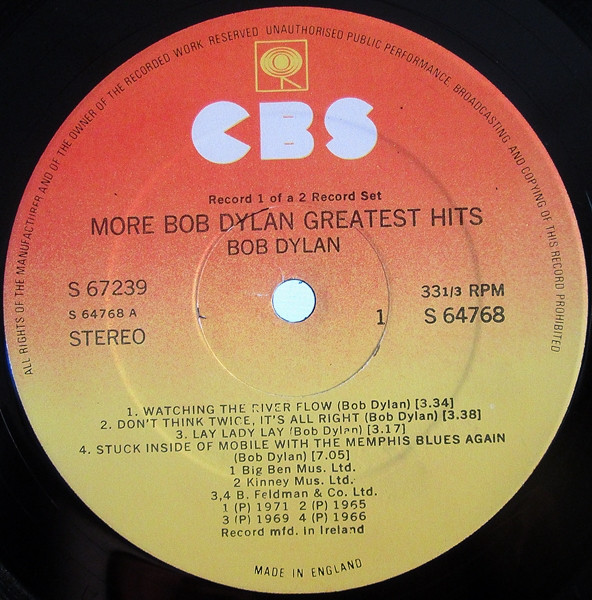 ALL RIGHTS OF THE MANUFACTURER AND OF THE OWNER OF THE RECORDED WORK RESERVED UNAUTHORISED PUBLIC PERFORMANCE BROADCASTING AND COPYING OF THIS RECORD PROHIBITED
CBS
Record 1 of a 2 Record Set
MORE BOB DYLAN GREATEST HITS
BOB DYLAN
S 67239
S 64768 A
STEREO
1
33 1/3 RPM
S 64768
1. WATCHING THE RIVER FLOW (Bob Dylan) [3.34]
2. DON'T THINK TWICE, IT'S ALL RIGHT (Bob Dylan) [3.38]
3. LAY LADY LAY (Bob Dylan) [3.17]
4. STUCK INSIDE OF MOBILE WITH THE MEMPHIS BLUES AGAIN
(Bob Dylan) [7.05]
1 Big Ben Mus. Ltd.
2 Kinney Mus. Ltd.
3,4 B. Feldman & Co. Ltd.
1 (P) 1971 2 (P) 1965
3 (P) 1969 4 (P) 1966
Record mfd. in Ireland
MADE IN ENGLAND